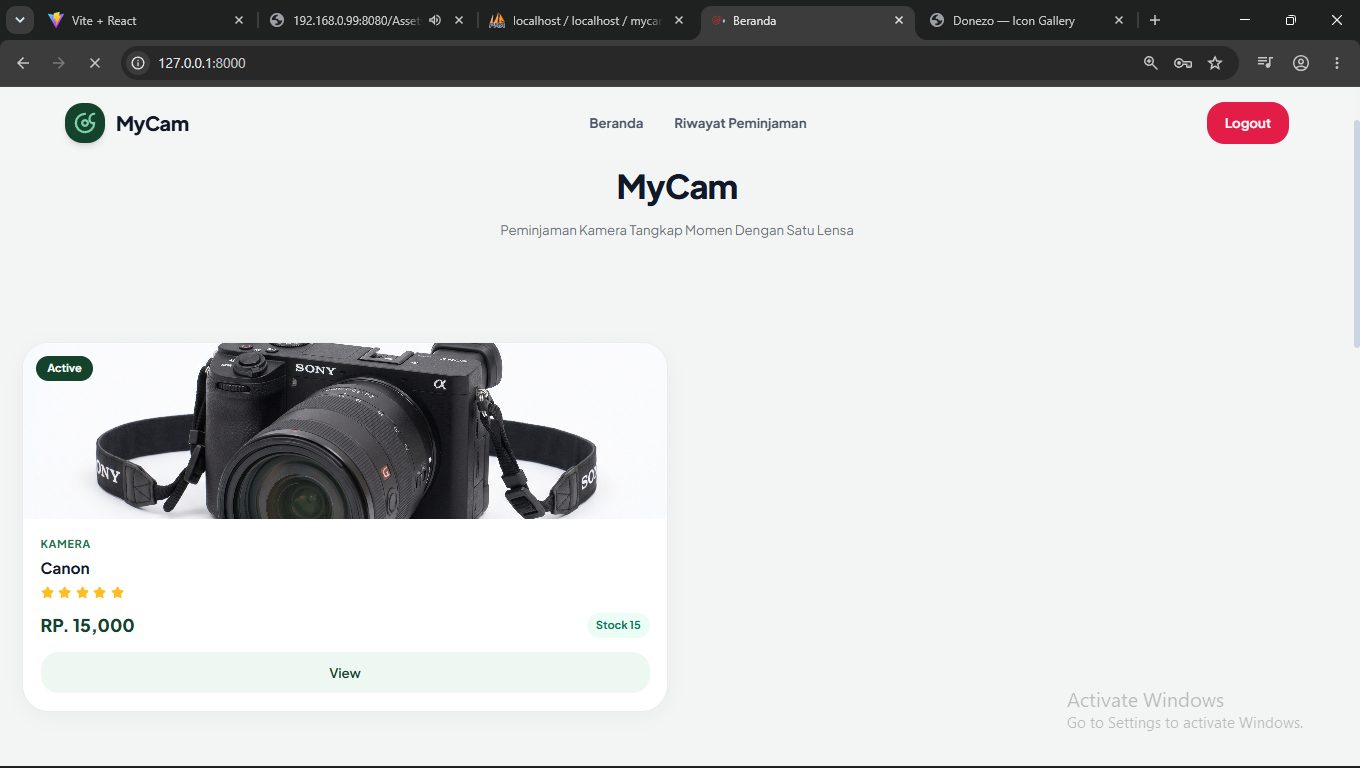 Vite + React
192.168.0.99:8080/Asset
localhost / localhost / mycar
Beranda
Donezo — Icon Gallery
127.0.0.1:8000
MyCam
Beranda
Riwayat Peminjaman
Logout
MyCam
Peminjaman Kamera Tangkap Momen Dengan Satu Lensa
Active
SONY
α
SONY
SO
G
KAMERA
Canon
RP. 15,000
Stock 15
View
Activate Windows
Go to Settings to activate Windows.